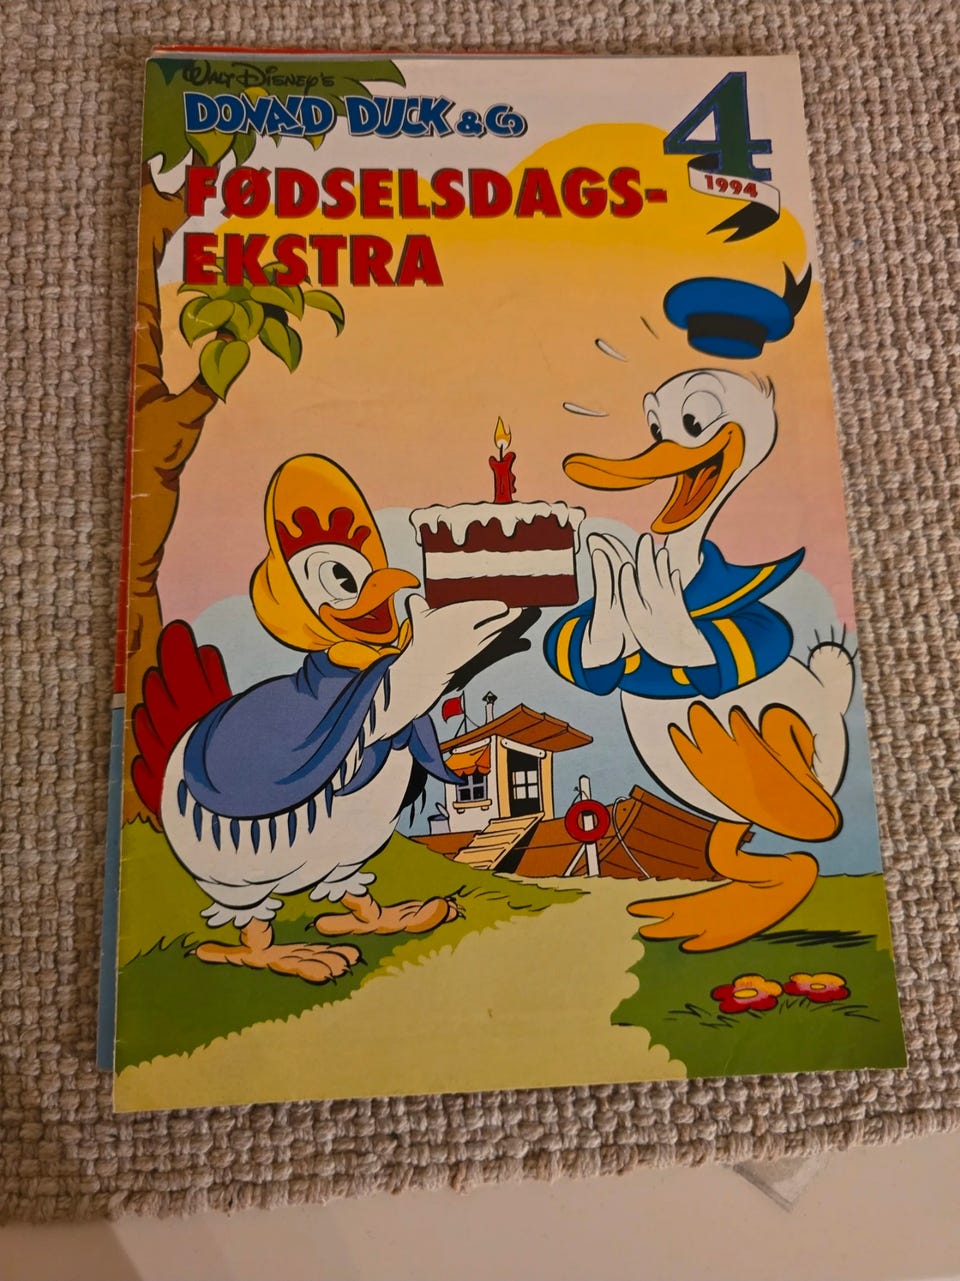 WALT DISNEY'S
DONALD DUCK & Co
4
1994
FØDSELSDAGS-
EKSTRA